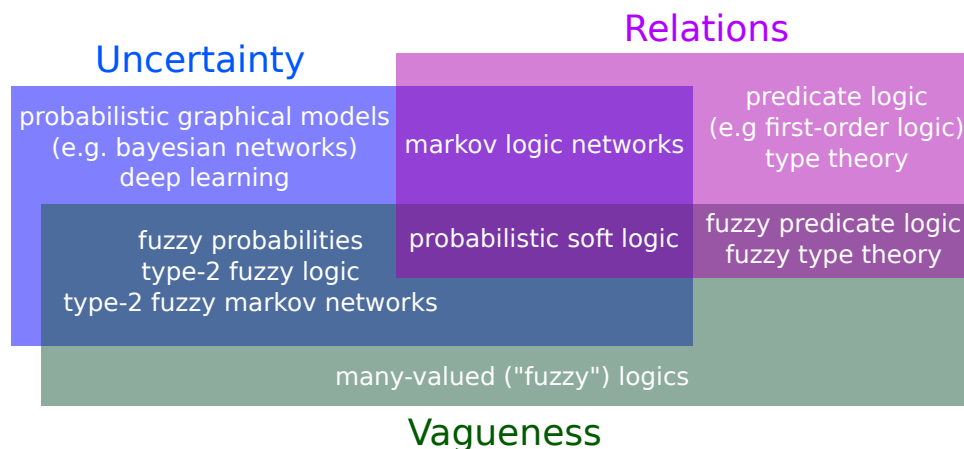 Relations
Uncertainty
probabilistic graphical models
(e.g. bayesian networks)
deep learning
markov logic networks
predicate logic
(e.g first-order logic)
type theory
fuzzy probabilities
type-2 fuzzy logic
type-2 fuzzy markov networks
probabilistic soft logic
fuzzy predicate logic
fuzzy type theory
many-valued ("fuzzy") logics
Vagueness